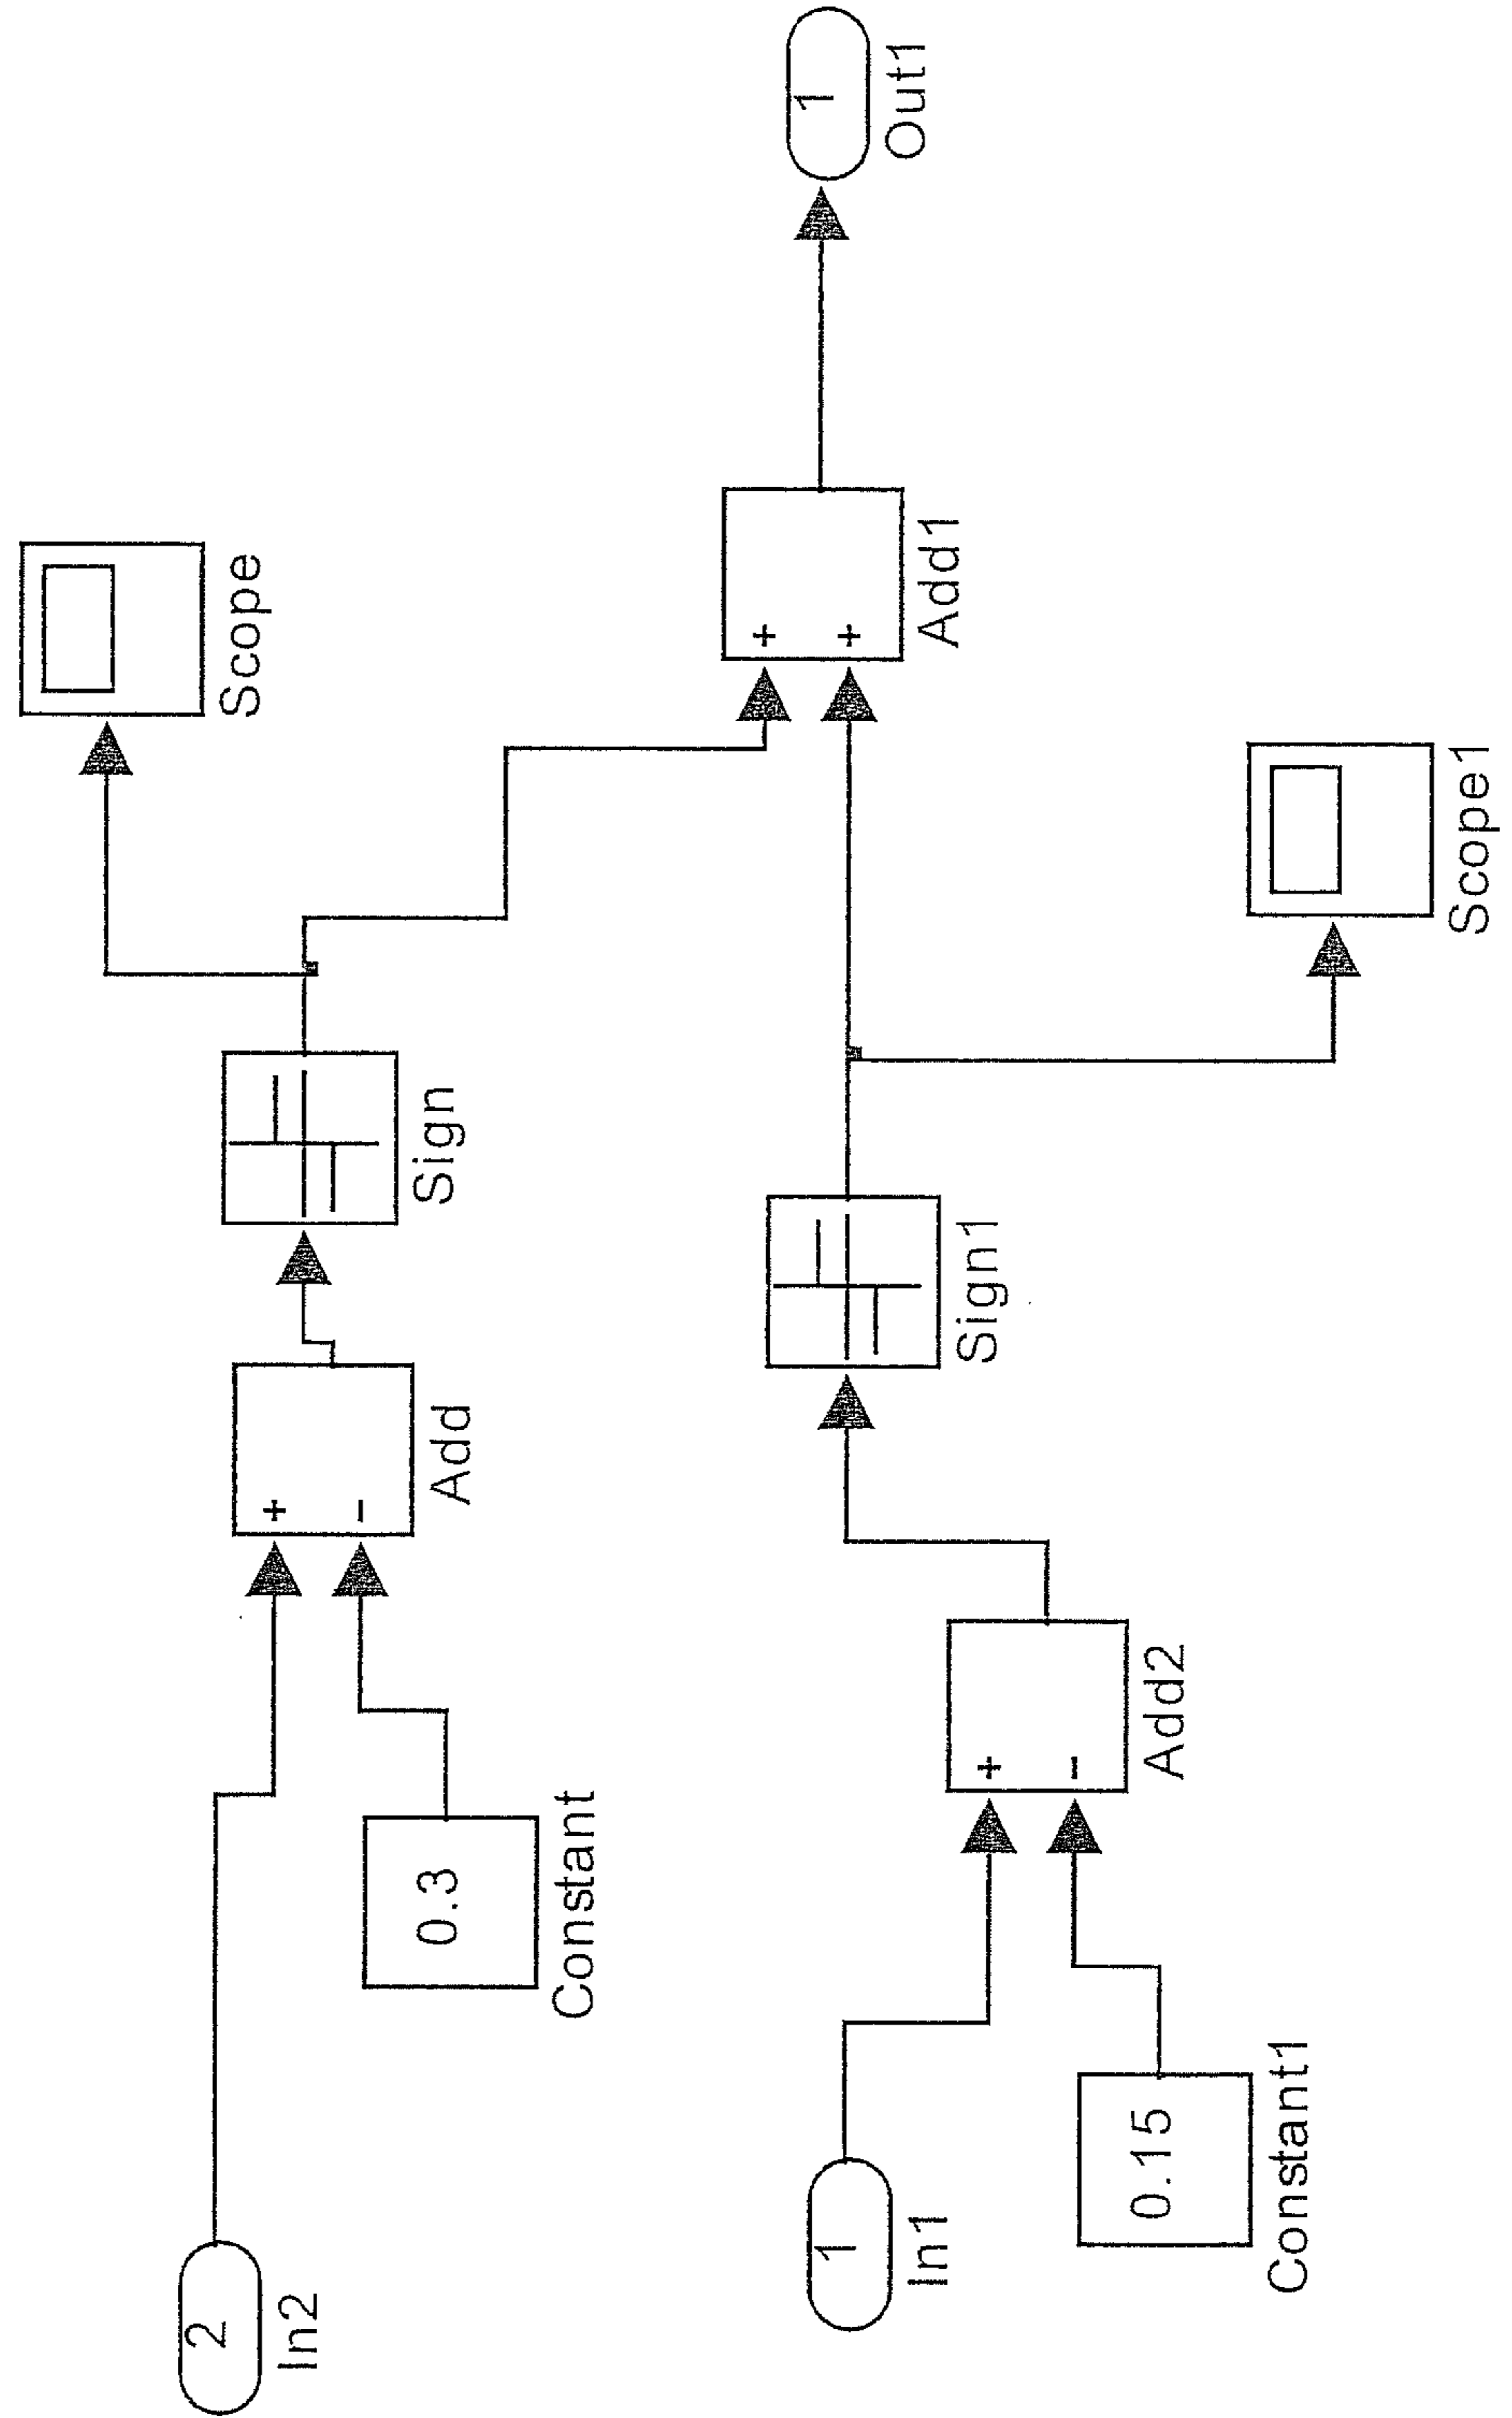 2
In2
0.3
Constant
+
-
Add
Sign
Scope
1
In1
0.15
Constant1
+
-
Add2
Sign1
Scope1
+
+
Add1
1
Out1